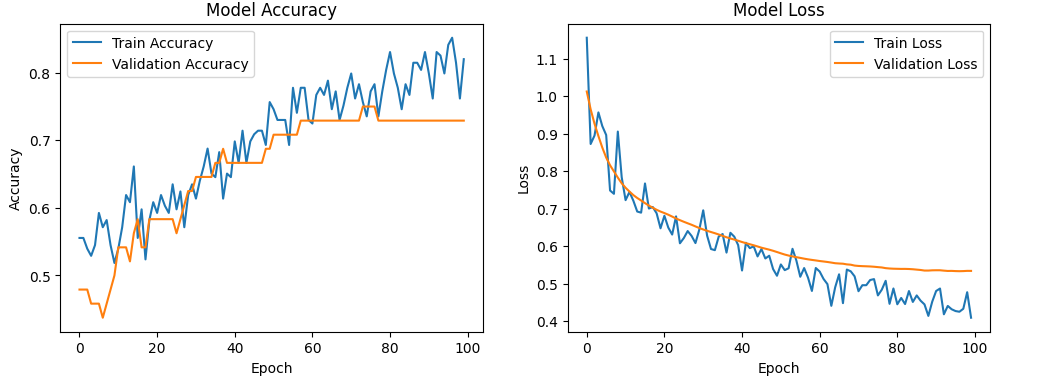 Model Accuracy
Train Accuracy
Validation Accuracy
Accuracy
0.8
0.7
0.6
0.5
0 20 40 60 80 100
Epoch
Model Loss
Train Loss
Validation Loss
Loss
1.1
1.0
0.9
0.8
0.7
0.6
0.5
0.4
0 20 40 60 80 100
Epoch